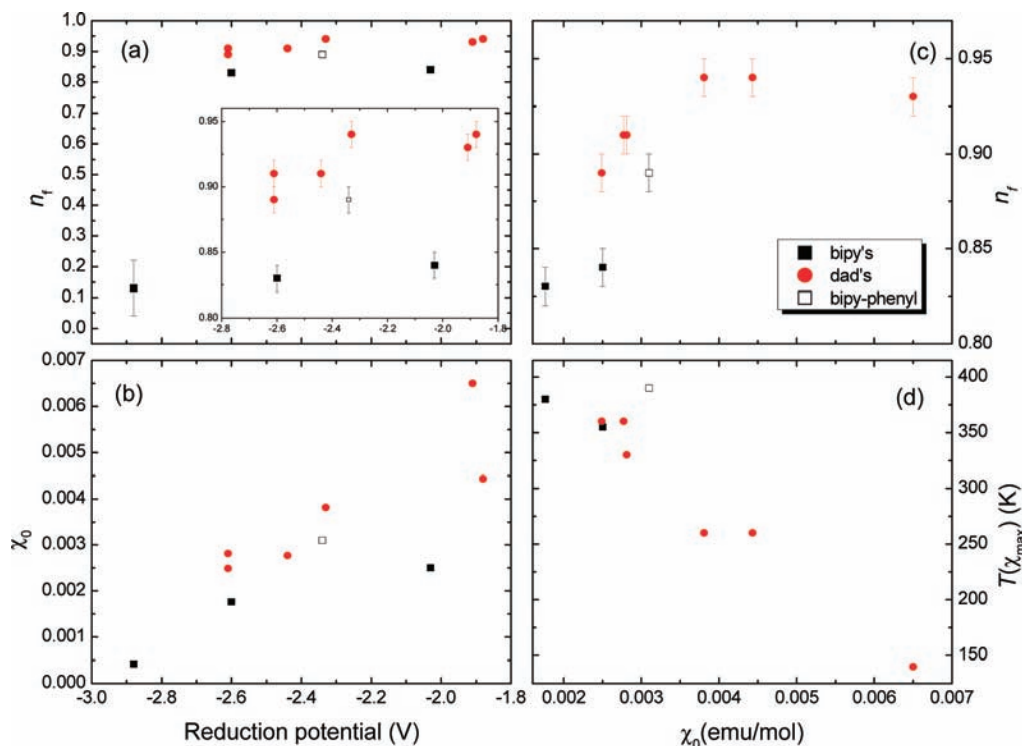 (a)
1.0
0.9
0.8
0.7
0.6
0.5
0.4
0.3
0.2
0.1
0.0
n_f
0.95
0.90
0.85
0.80
-2.8 -2.6 -2.4 -2.2 -2.0 -1.8
(c)
0.95
0.90
0.85
0.80
n_f
bipy's
dad's
bipy-phenyl
(b)
0.007
0.006
0.005
0.004
0.003
0.002
0.001
0.000
χ₀
-3.0 -2.8 -2.6 -2.4 -2.2 -2.0 -1.8
Reduction potential (V)
(d)
400
350
300
250
200
150
T(χmax) (K)
0.002 0.003 0.004 0.005 0.006 0.007
χ₀(emu/mol)